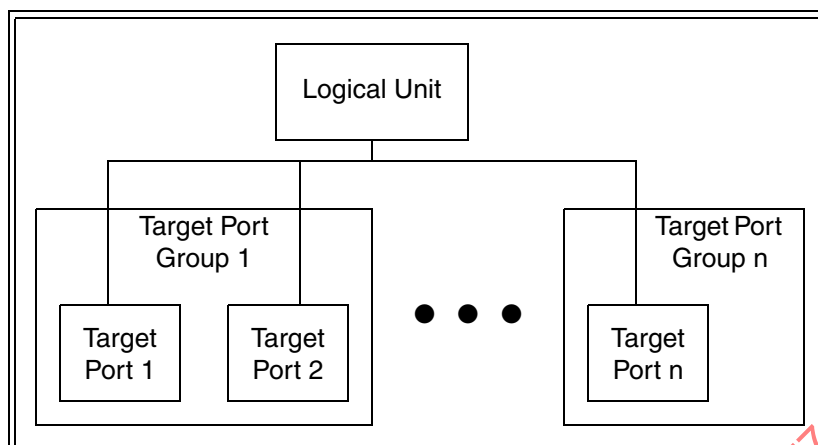 Logical Unit
Target Port
Group 1
Target Port
Group n
Target
Port 1
Target
Port 2
Target
Port n